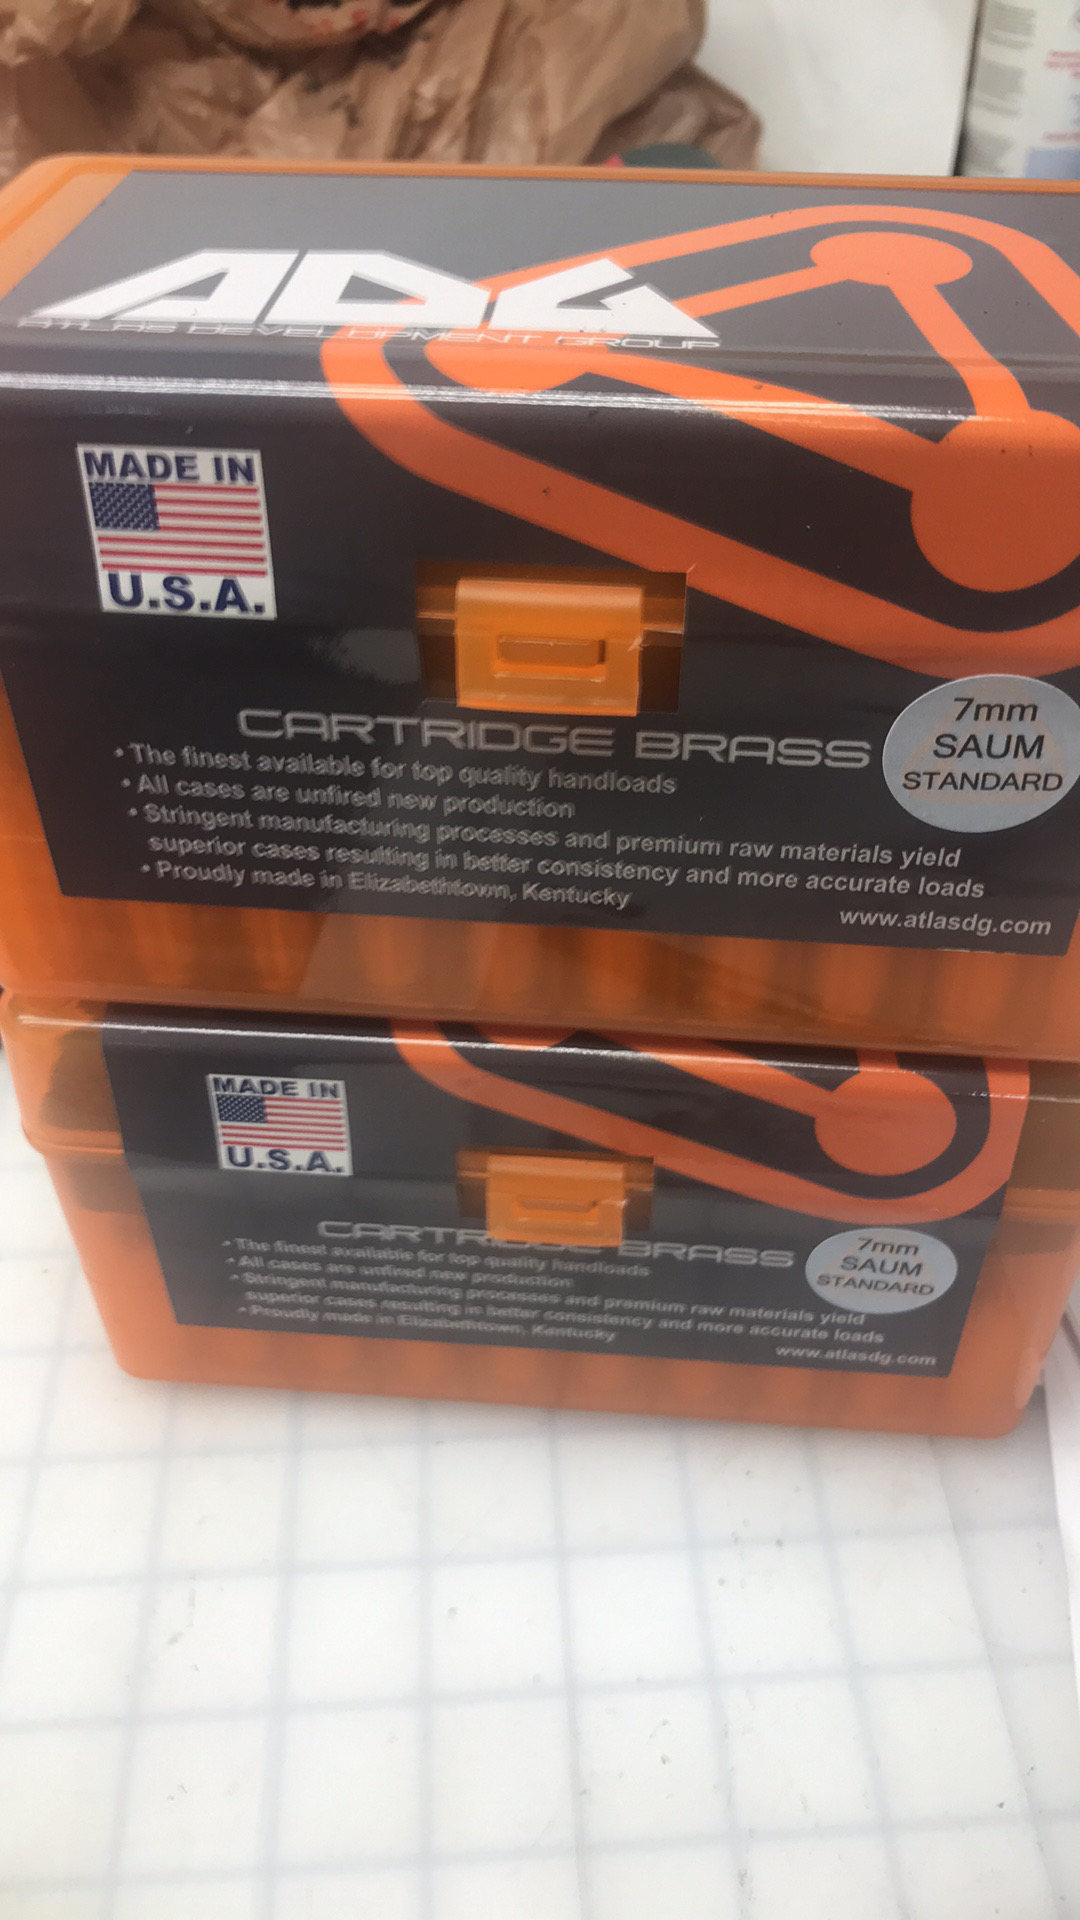 ADG
ATLAS DEVELOPMENT GROUP
MADE IN
U.S.A.
CARTRIDGE BRASS
• The finest available for top quality handloads
• All cases are unfired new production
• Stringent manufacturing processes and premium raw materials yield
superior cases resulting in better consistency and more accurate loads
• Proudly made in Elizabethtown, Kentucky
www.atlasdg.com
7mm
SAUM
STANDARD
MADE IN
U.S.A.
CARTRIDGE BRASS
• The finest available for top quality handloads
• All cases are unfired new production
• Stringent manufacturing processes and premium raw materials yield
superior cases resulting in better consistency and more accurate loads
• Proudly made in Elizabethtown, Kentucky
www.atlasdg.com
7mm
SAUM
STANDARD